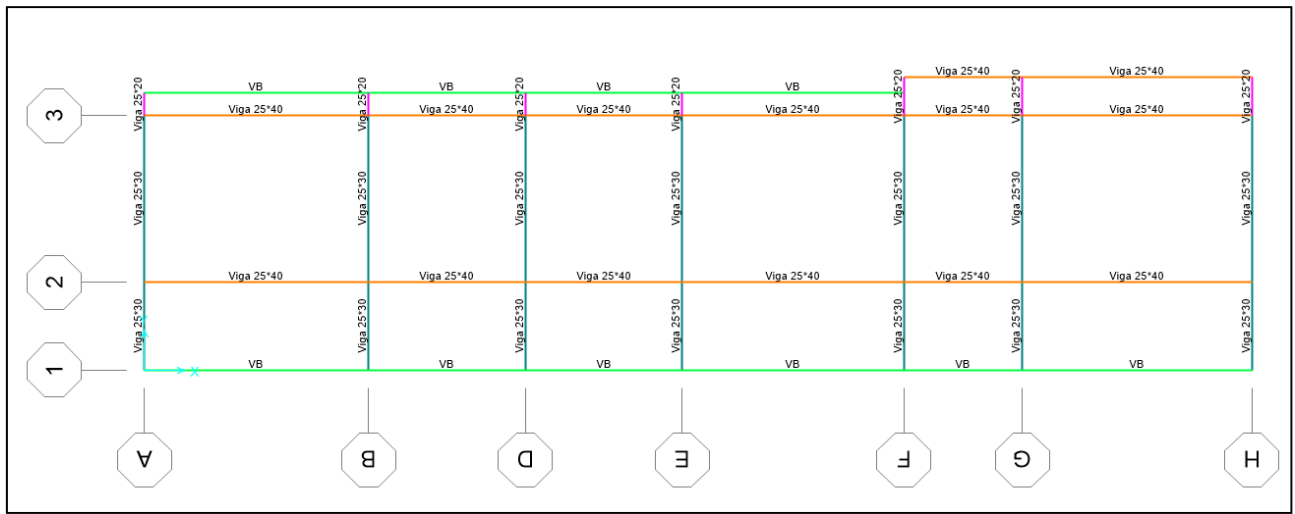 Viga 25*40 Viga 25*40
VB VB VB VB
Viga 25*20 Viga 25*20 Viga 25*20 Viga 25*20 Viga 25*20 Viga 25*20 Viga 25*20
3 Viga 25*40 Viga 25*40 Viga 25*40 Viga 25*40 Viga 25*40 Viga 25*40
Viga 25*30 Viga 25*30 Viga 25*30 Viga 25*30 Viga 25*30 Viga 25*30 Viga 25*30
2 Viga 25*40 Viga 25*40 Viga 25*40 Viga 25*40 Viga 25*40 Viga 25*40
Viga 25*30 Viga 25*30 Viga 25*30 Viga 25*30 Viga 25*30 Viga 25*30 Viga 25*30
Y
1 X VB VB VB VB VB VB
A B D E F G H